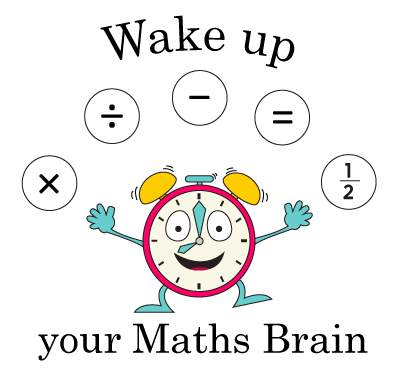 Wake up
÷ − =
× 1/2
your Maths Brain